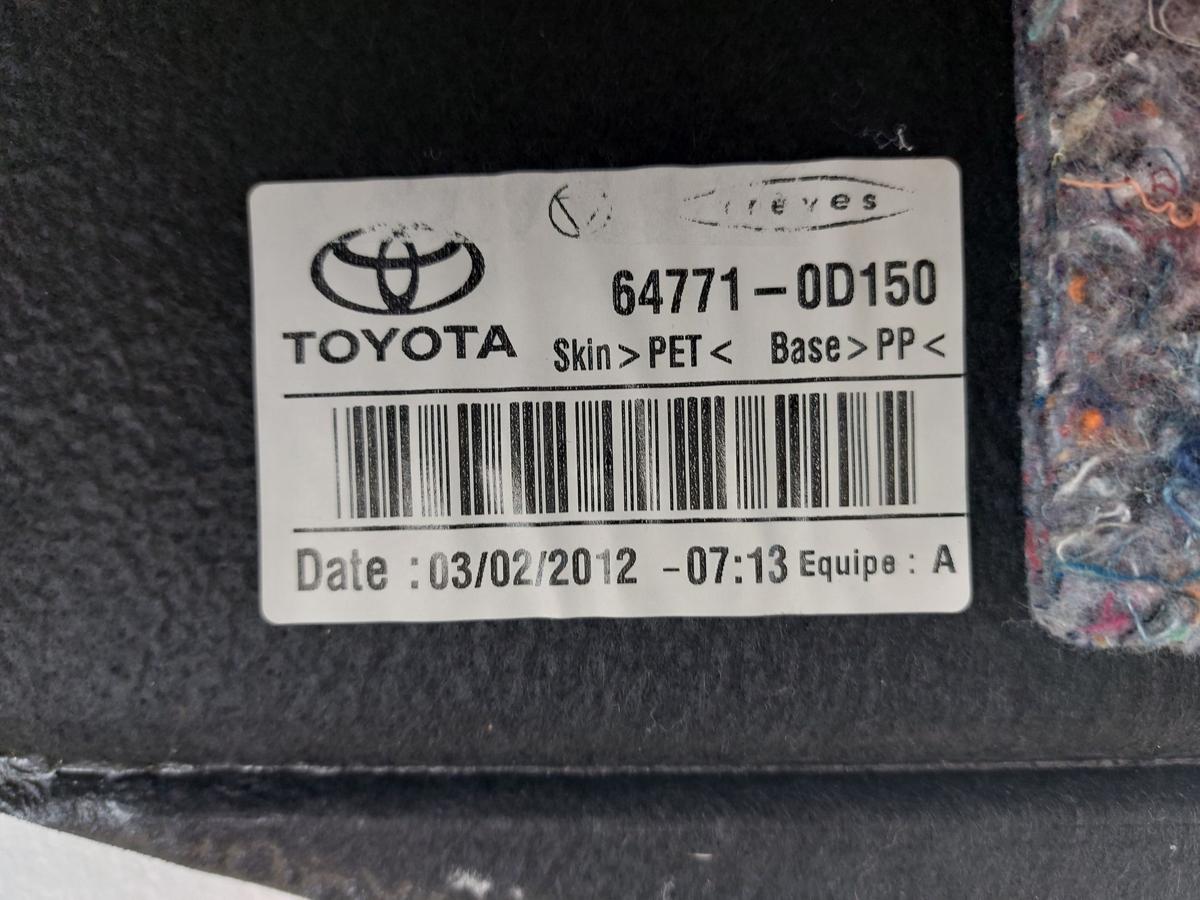 Treves
64771-0D150
TOYOTA
Skin>PET< Base>PP<
Date :03/02/2012 -07:13 Equipe : A